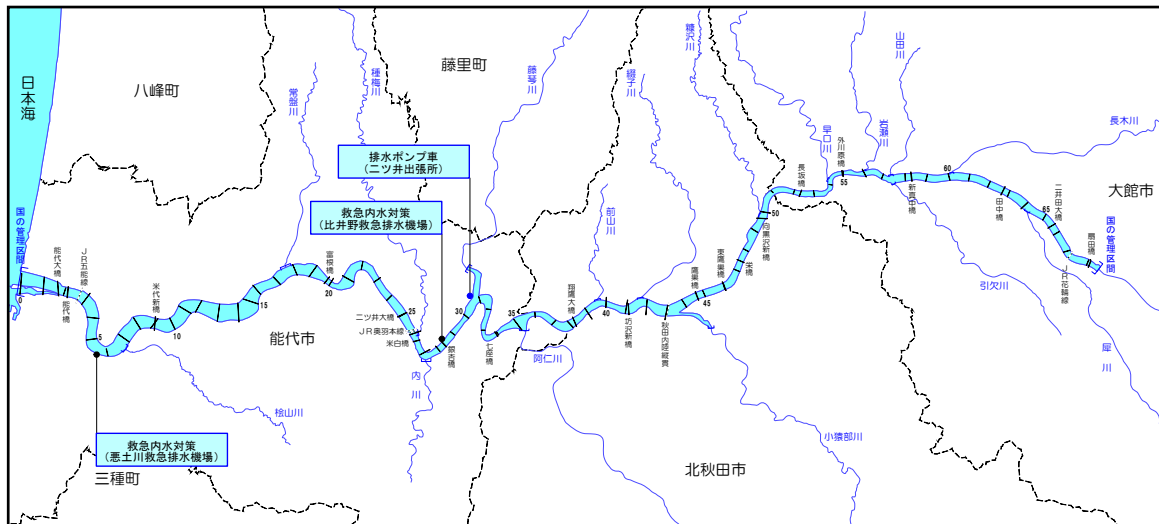 日本海
八峰町
藤里町
能代市
三種町
北秋田市
大館市
国の管理区間
能代大橋
能代橋
JR五能線
米代新橋
常盤川
種梅川
富根橋
二ツ井大橋
JR奥羽本線
米白橋
内川
銀杏橋
藤琴川
七座橋
阿仁川
翔鷹大橋
前山川
綴子川
坊沢新橋
秋田内陸縦貫
鷹巣橋
東鷹巣橋
栄橋
向黒沢新橋
糠沢川
長坂橋
早口川
外川原橋
岩瀬川
山田川
新真中橋
長木川
田中橋
二井田大橋
JR花輪線
扇田橋
国の管理区間
引欠川
犀川
小猿部川
桧山川
排水ポンプ車
(二ツ井出張所)
救急内水対策
(比井野救急排水機場)
救急内水対策
(悪土川救急排水機場)
0
5
10
15
20
25
30
35
40
45
50
55
60
65